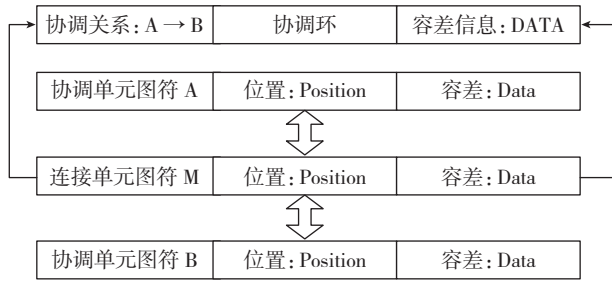 协调关系:A→B 协调环 容差信息:DATA
协调单元图符 A 位置:Position 容差:Data
连接单元图符 M 位置:Position 容差:Data
协调单元图符 B 位置:Position 容差:Data